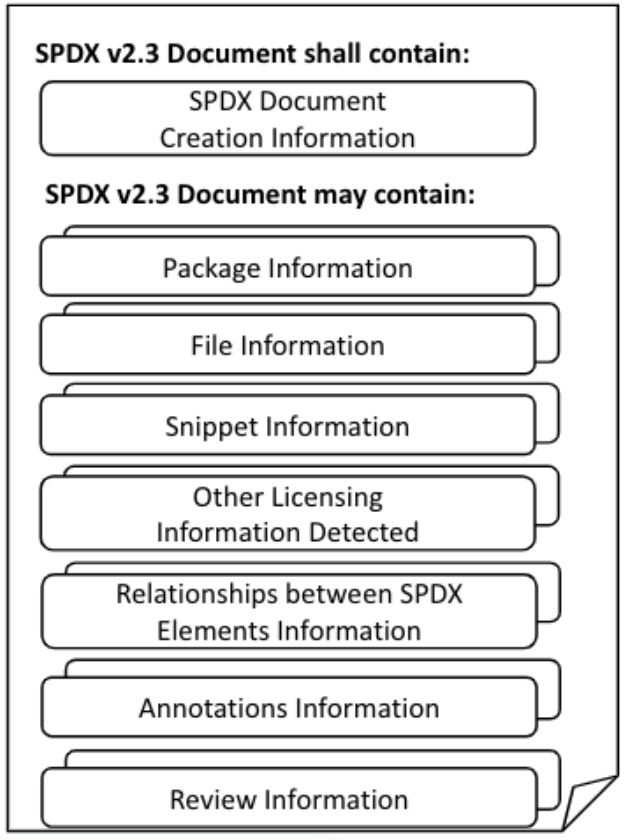 SPDX v2.3 Document shall contain:
SPDX Document
Creation Information
SPDX v2.3 Document may contain:
Package Information
File Information
Snippet Information
Other Licensing
Information Detected
Relationships between SPDX
Elements Information
Annotations Information
Review Information